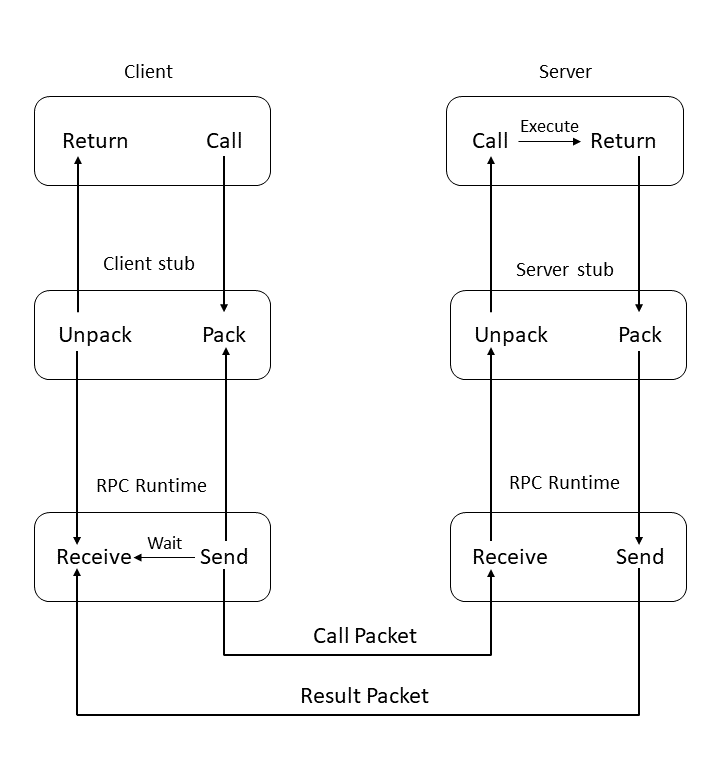 Client
Server
Return
Call
Call
Execute
Return
Client stub
Server stub
Unpack
Pack
Unpack
Pack
RPC Runtime
RPC Runtime
Receive
Wait
Send
Receive
Send
Call Packet
Result Packet